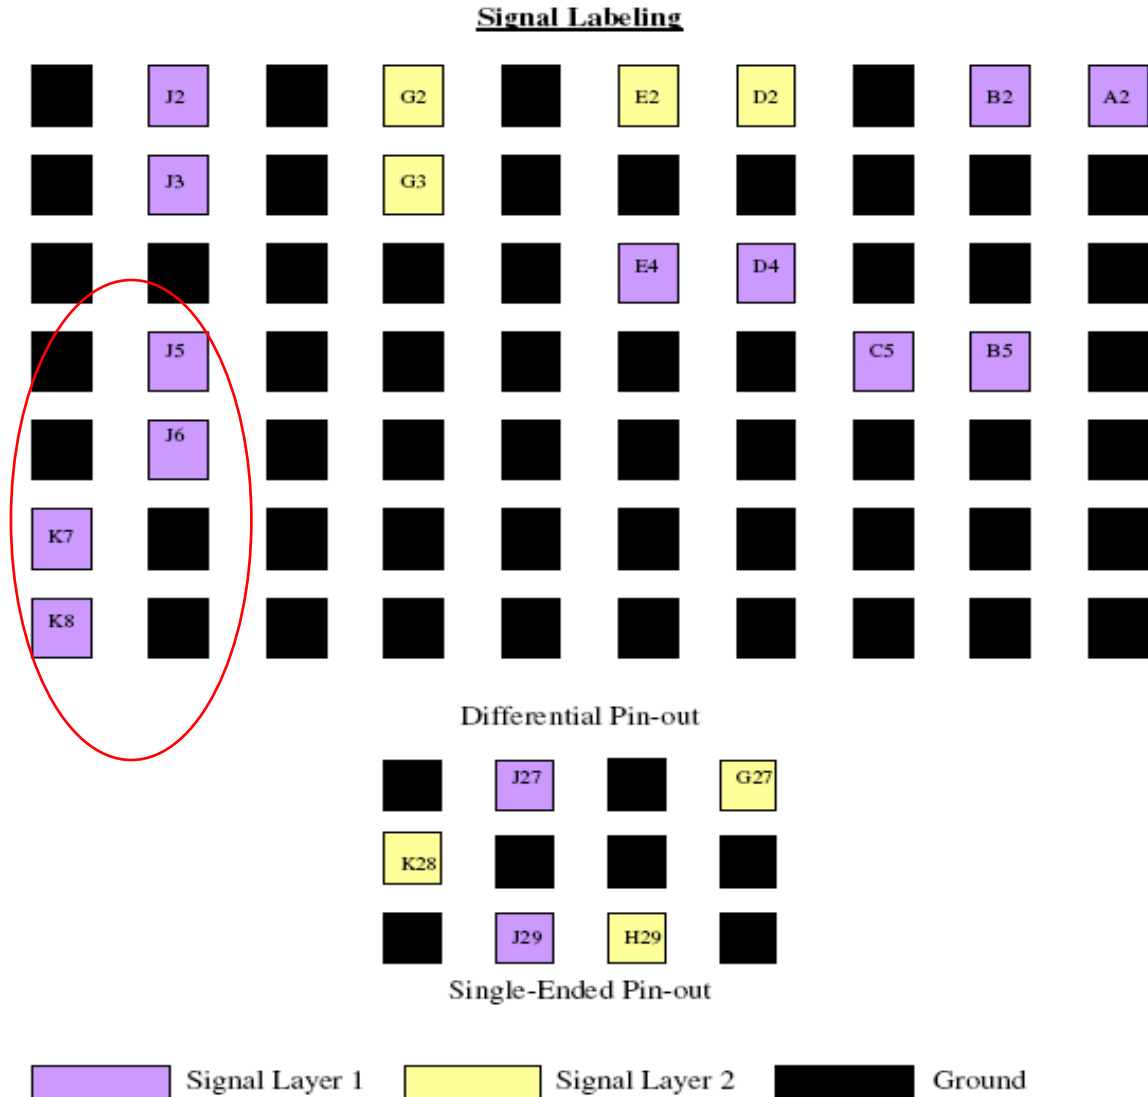 Signal Labeling
J2 G2 E2 D2 B2 A2
J3 G3
E4 D4
J5 C5 B5
J6
K7
K8
Differential Pin-out
J27 G27
K28
J29 H29
Single-Ended Pin-out
Signal Layer 1 Signal Layer 2 Ground